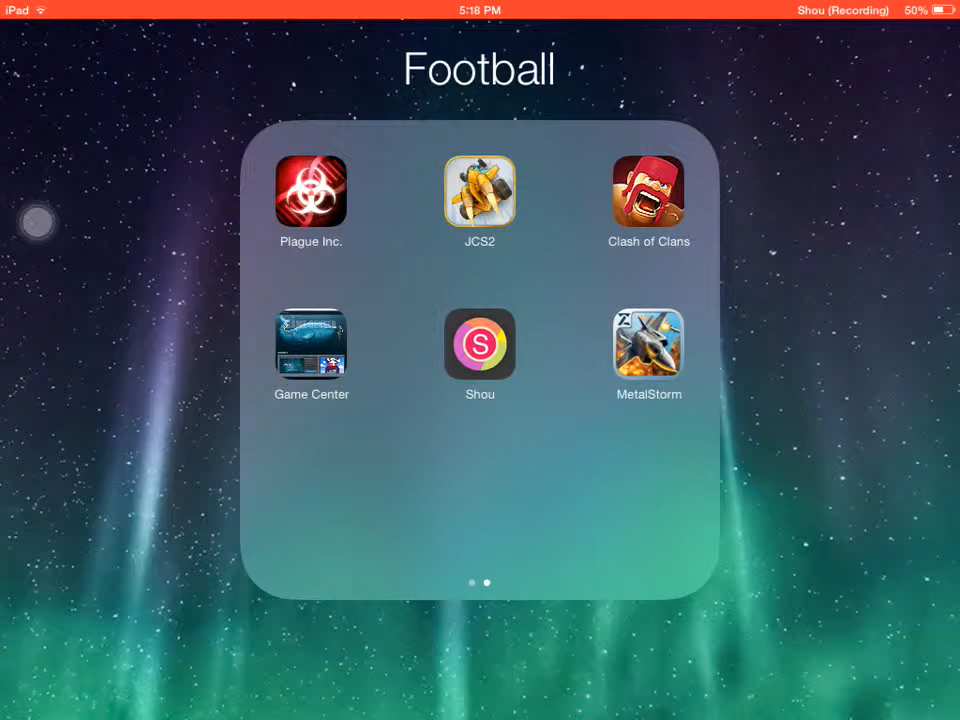 iPad 5:18 PM Shou (Recording) 50%
Football
Plague Inc. JCS2 Clash of Clans
S Z
Game Center Shou MetalStorm